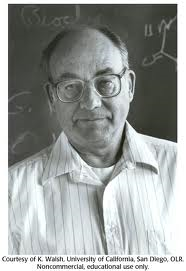 Courtesy of K. Walsh, University of California, San Diego, OLR.
Noncommercial, educational use only.